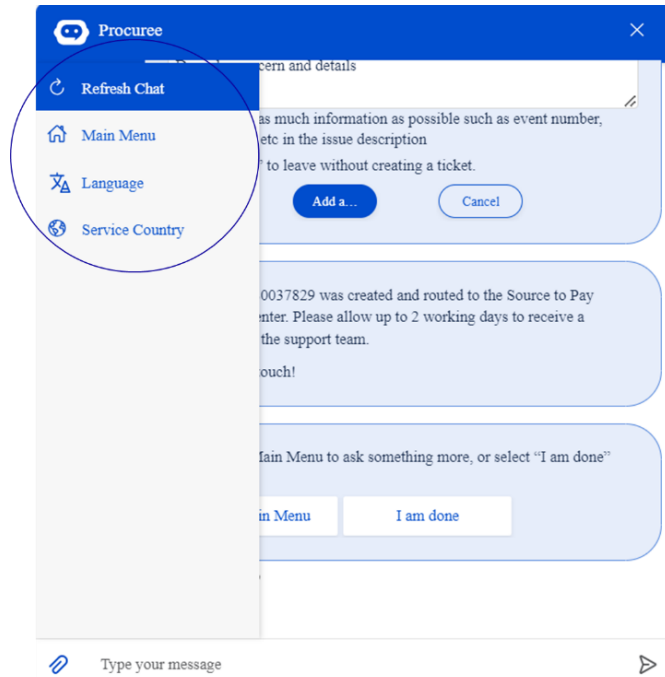 Procuree
cern and details
Refresh Chat
as much information as possible such as event number,
Main Menu
etc in the issue description
to leave without creating a ticket.
Language
Add a...
Cancel
Service Country
0037829 was created and routed to the Source to Pay
enter. Please allow up to 2 working days to receive a
the support team.
ouch!
Main Menu to ask something more, or select “I am done”
in Menu
I am done
Type your message